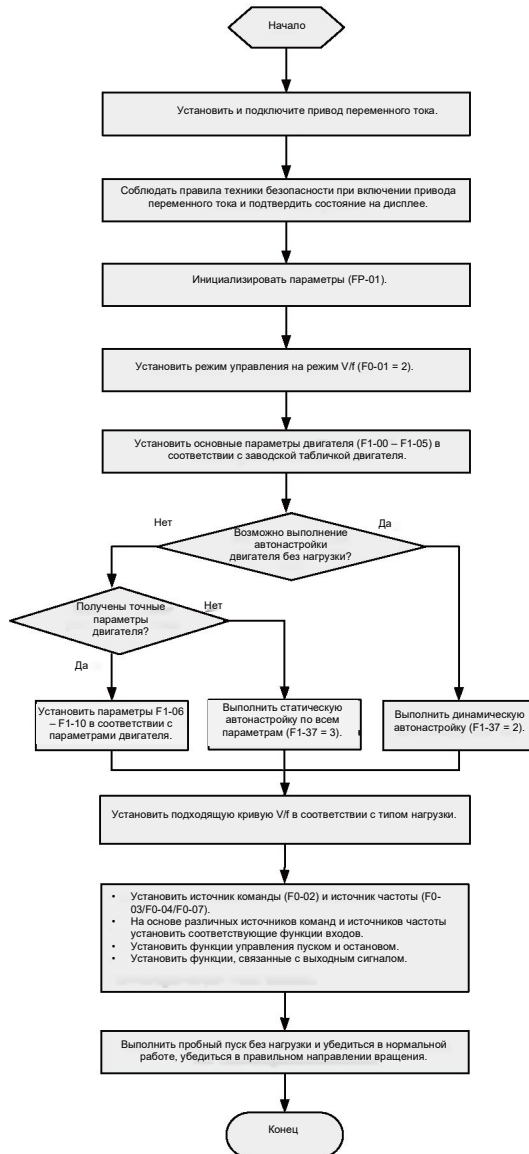 Начало
Установить и подключите привод переменного тока.
Соблюдать правила техники безопасности при включении привода
переменного тока и подтвердить состояние на дисплее.
Инициализировать параметры (FP-01).
Установить режим управления на режим V/f (F0-01 = 2).
Установить основные параметры двигателя (F1-00 – F1-05) в
соответствии с заводской табличкой двигателя.
Нет
Да
Возможно выполнение
автонастройки
двигателя без нагрузки?
Получены точные
параметры
двигателя?
Нет
Да
Установить параметры F1-06
– F1-10 в соответствии с
параметрами двигателя.
Выполнить статическую
автонастройку по всем
параметрам (F1-37 = 3).
Выполнить динамическую
автонастройку (F1-37 = 2).
Установить подходящую кривую V/f в соответствии с типом нагрузки.
• Установить источник команды (F0-02) и источник частоты (F0-
03/F0-04/F0-07).
• На основе различных источников команд и источников частоты
установить соответствующие функции входов.
• Установить функции управления пуском и остановом.
• Установить функции, связанные с выходным сигналом.
Выполнить пробный пуск без нагрузки и убедиться в нормальной
работе, убедиться в правильном направлении вращения.
Конец